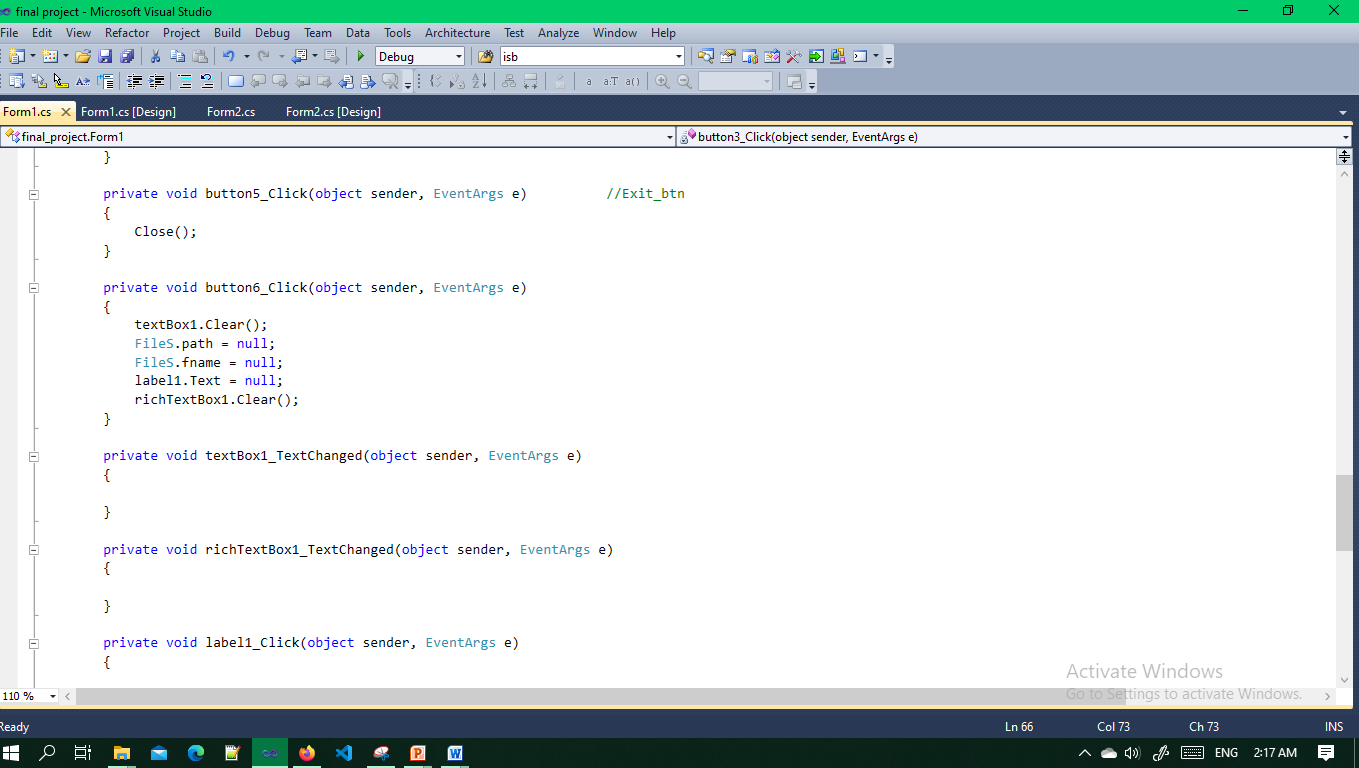 final project - Microsoft Visual Studio
File Edit View Refactor Project Build Debug Team Data Tools Architecture Test Analyze Window Help
Debug isb
a a:T a()
Form1.cs Form1.cs [Design] Form2.cs Form2.cs [Design]
final_project.Form1 button3_Click(object sender, EventArgs e)
}
private void button5_Click(object sender, EventArgs e) //Exit_btn
{
Close();
}
private void button6_Click(object sender, EventArgs e)
{
textBox1.Clear();
FileS.path = null;
FileS.fname = null;
label1.Text = null;
richTextBox1.Clear();
}
private void textBox1_TextChanged(object sender, EventArgs e)
{
}
private void richTextBox1_TextChanged(object sender, EventArgs e)
{
}
private void label1_Click(object sender, EventArgs e)
{
Activate Windows
Go to Settings to activate Windows.
110 %
Ready Ln 66 Col 73 Ch 73 INS
ENG 2:17 AM